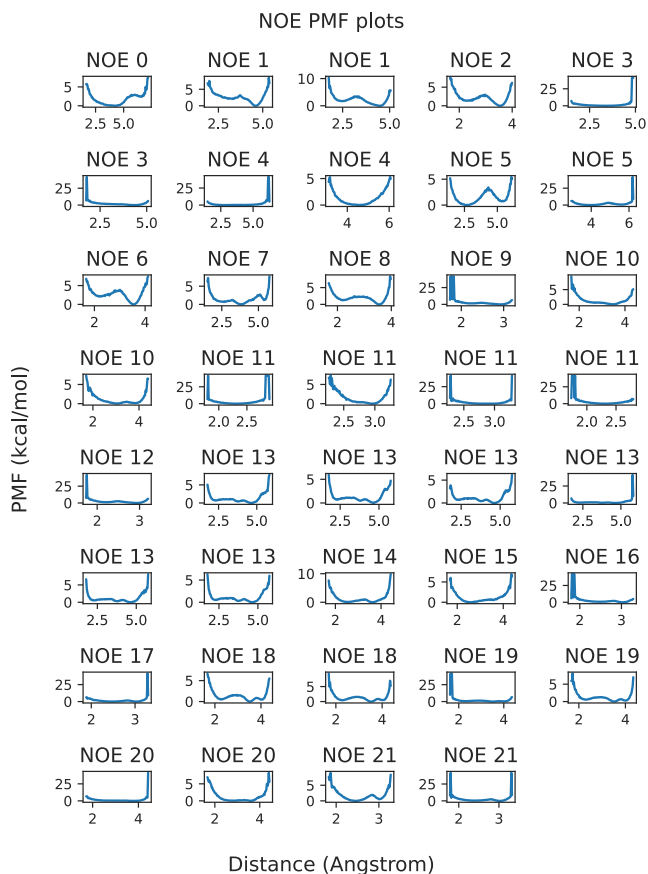 NOE PMF plots
NOE 0 NOE 1 NOE 1 NOE 2 NOE 3
5 0 5 0 10 0 5 0 25 0
2.5 5.0 2.5 5.0 2.5 5.0 2 4 2.5 5.0
NOE 3 NOE 4 NOE 4 NOE 5 NOE 5
25 0 25 0 5 0 5 0 25 0
2.5 5.0 2.5 5.0 4 6 2.5 5.0 4 6
NOE 6 NOE 7 NOE 8 NOE 9 NOE 10
5 0 5 0 5 0 25 0 5 0
2 4 2.5 5.0 2 4 2 3 2 4
NOE 10 NOE 11 NOE 11 NOE 11 NOE 11
5 0 25 0 5 0 25 0 25 0
2 4 2.0 2.5 2.5 3.0 2.5 3.0 2.0 2.5
NOE 12 NOE 13 NOE 13 NOE 13 NOE 13
25 0 5 0 5 0 5 0 25 0
2 3 2.5 5.0 2.5 5.0 2.5 5.0 2.5 5.0
NOE 13 NOE 13 NOE 14 NOE 15 NOE 16
5 0 5 0 10 0 5 0 25 0
2.5 5.0 2.5 5.0 2 4 2 4 2 3
NOE 17 NOE 18 NOE 18 NOE 19 NOE 19
25 0 5 0 5 0 25 0 5 0
2 3 2 4 2 4 2 4 2 4
NOE 20 NOE 20 NOE 21 NOE 21
25 0 5 0 5 0 25 0
2 4 2 4 2 3 2 3
PMF (kcal/mol)
Distance (Angstrom)